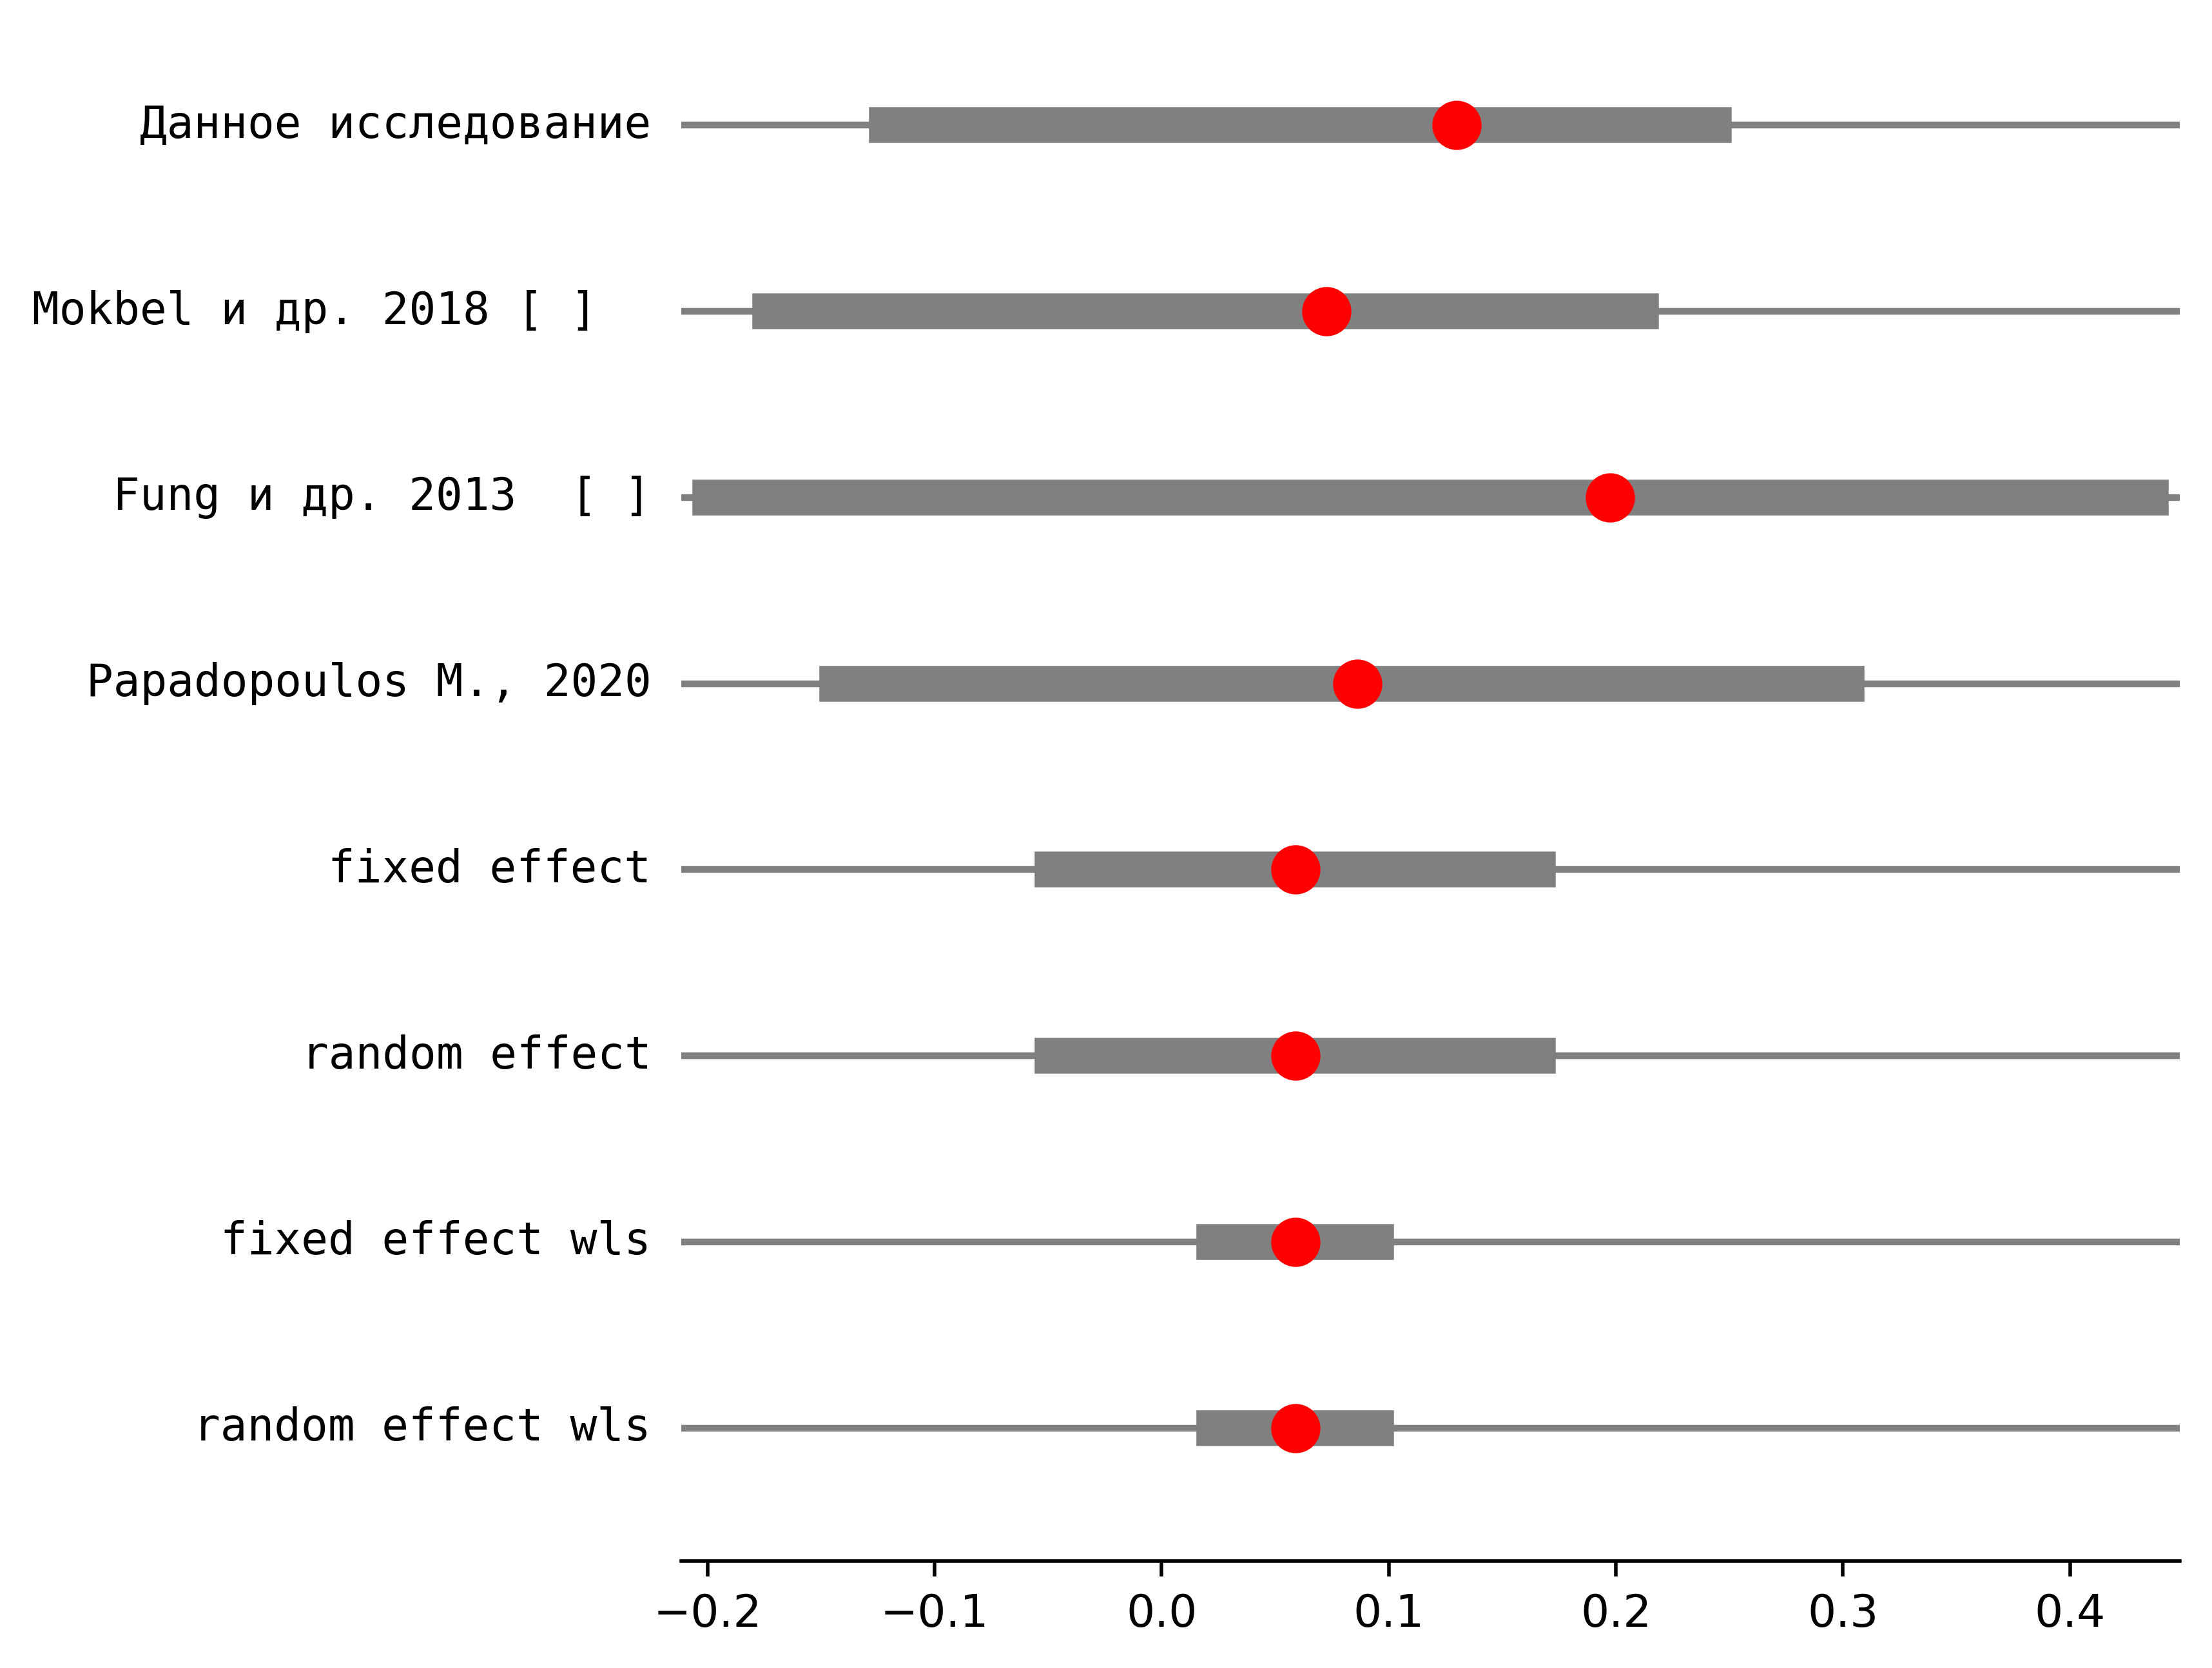 Данное исследование
Mokbel и др. 2018 [ ]
Fung и др. 2013  [ ]
Papadopoulos M., 2020
fixed effect
random effect
fixed effect wls
random effect wls
−0.2 −0.1 0.0 0.1 0.2 0.3 0.4